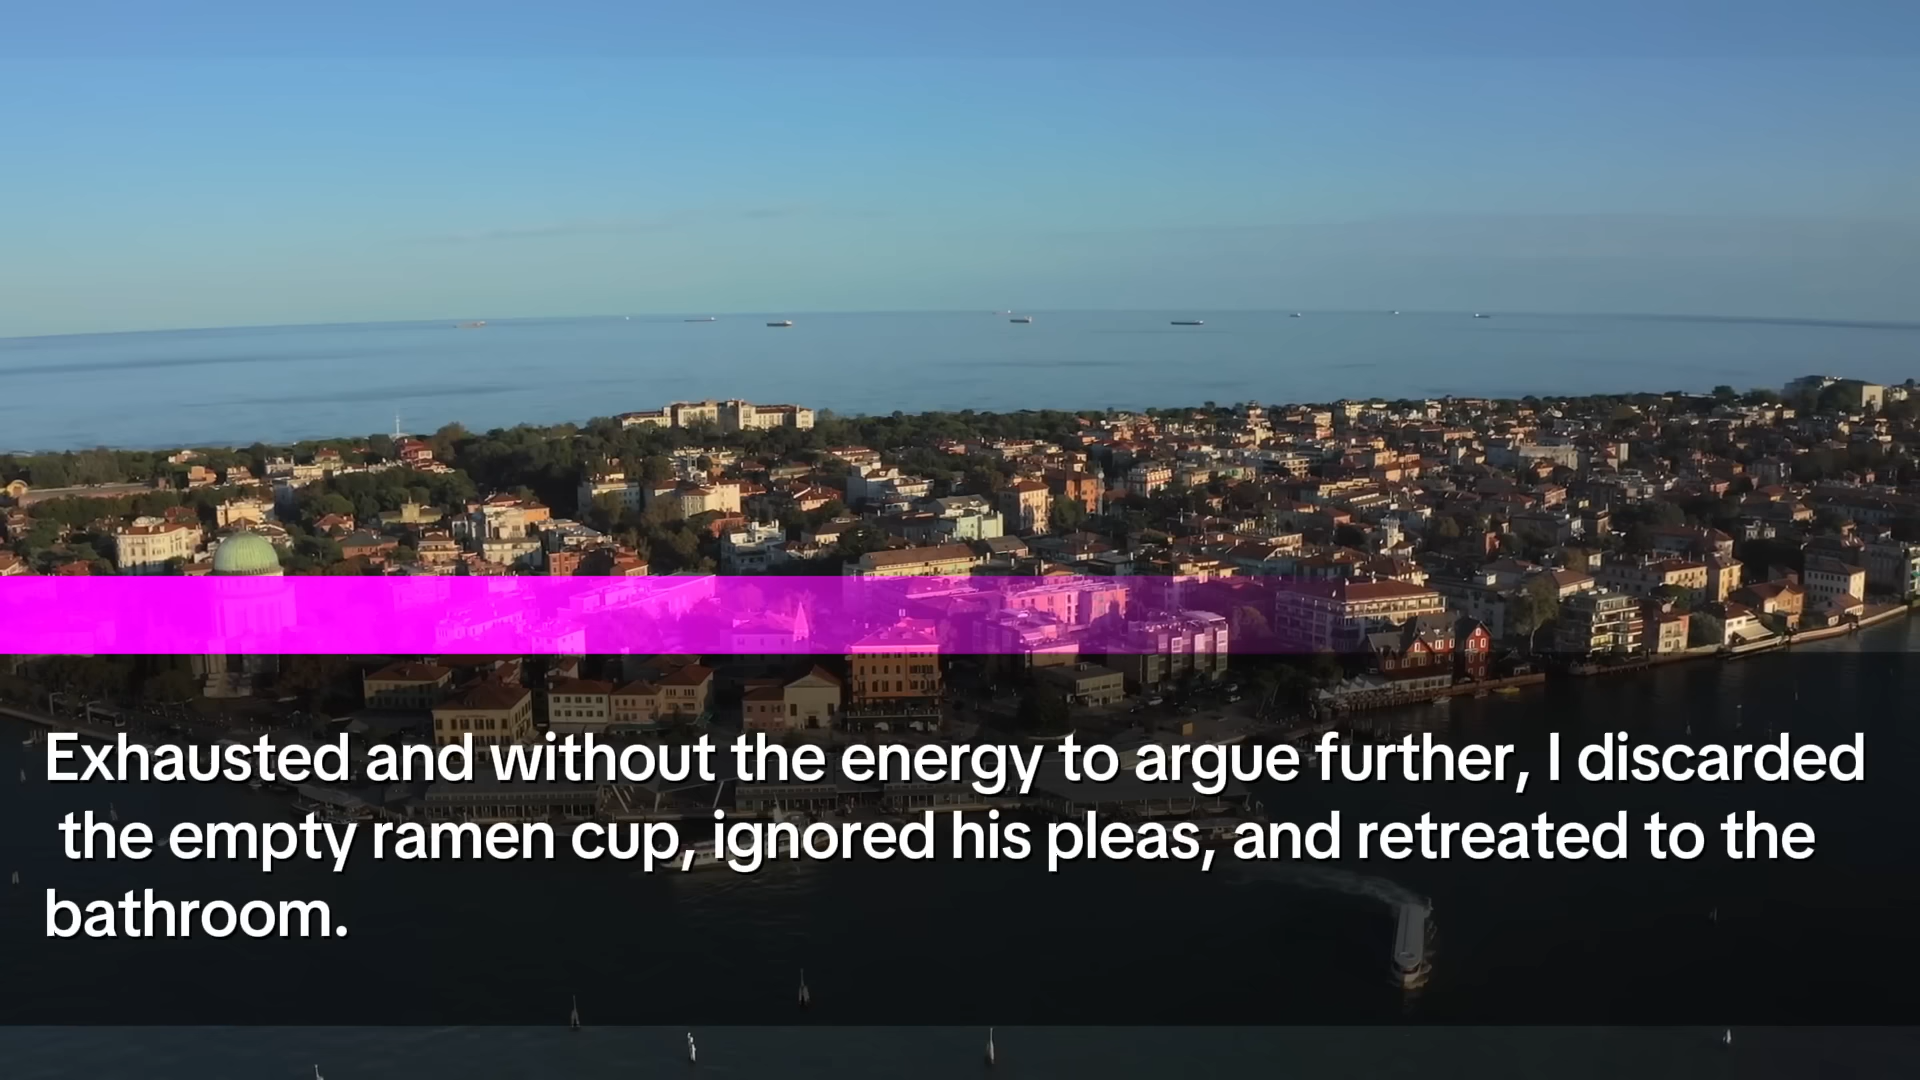 Exhausted and without the energy to argue further, I discarded
the empty ramen cup, ignored his pleas, and retreated to the
bathroom.